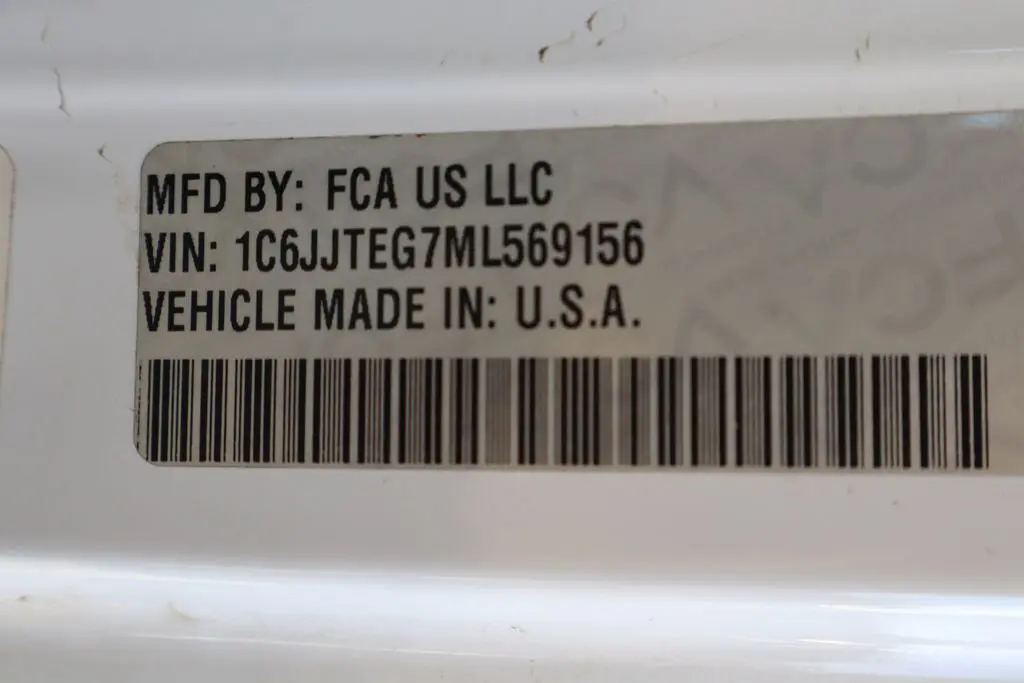 MFD BY: FCA US LLC
VIN: 1C6JJTEG7ML569156
VEHICLE MADE IN: U.S.A.